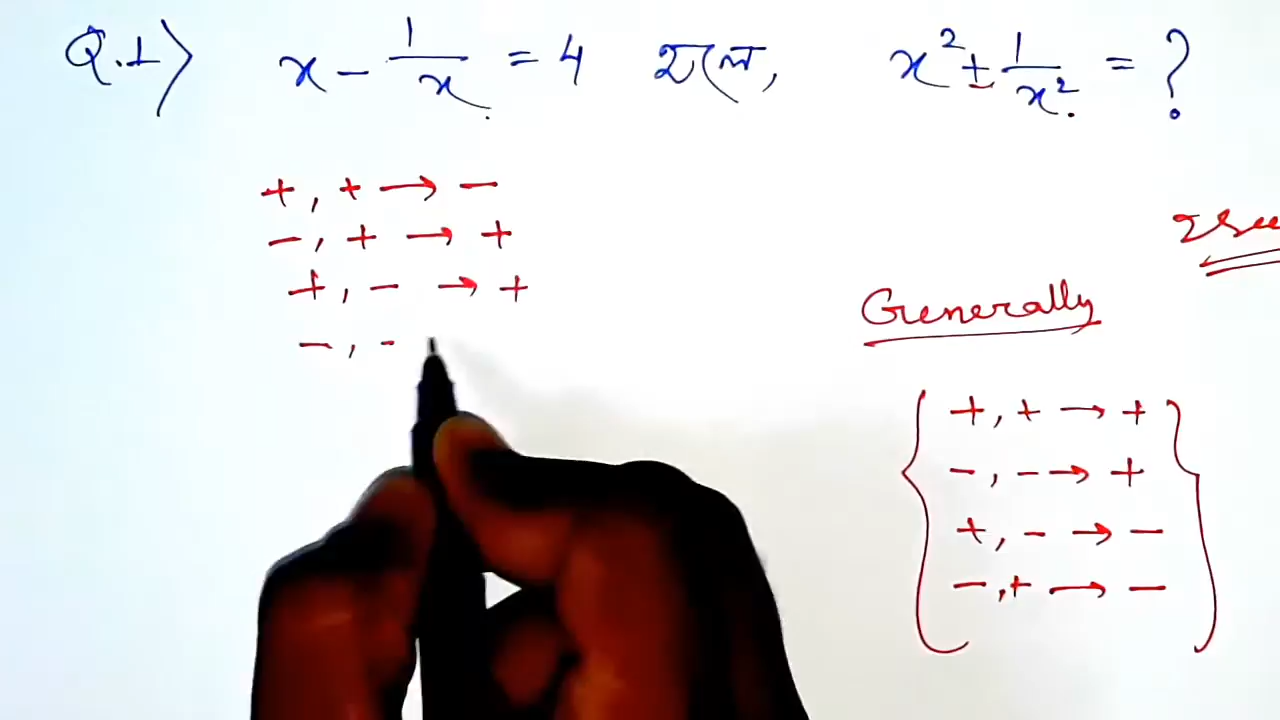 Q.1> x - 1/x = 4 হলে, x² ± 1/x² = ?
+, + → -
-, + → +
+, - → +
-, -
Generally
+, + → +
-, - → +
+, - → -
-, + → -